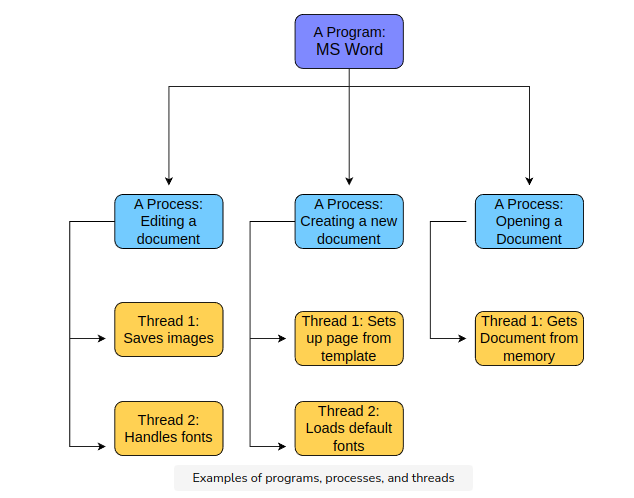 A Program:
MS Word
A Process:
Editing a
document
A Process:
Creating a new
document
A Process:
Opening a
Document
Thread 1:
Saves images
Thread 1: Sets
up page from
template
Thread 1: Gets
Document from
memory
Thread 2:
Handles fonts
Thread 2:
Loads default
fonts
Examples of programs, processes, and threads